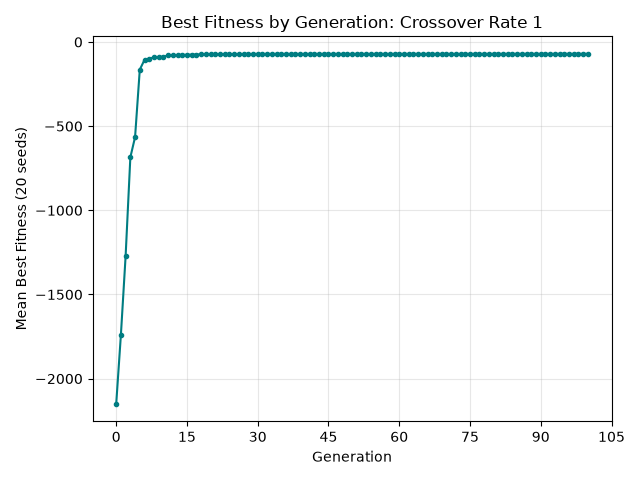 Best Fitness by Generation: Crossover Rate 1
Mean Best Fitness (20 seeds)
0
−500
−1000
−1500
−2000
0 15 30 45 60 75 90 105
Generation